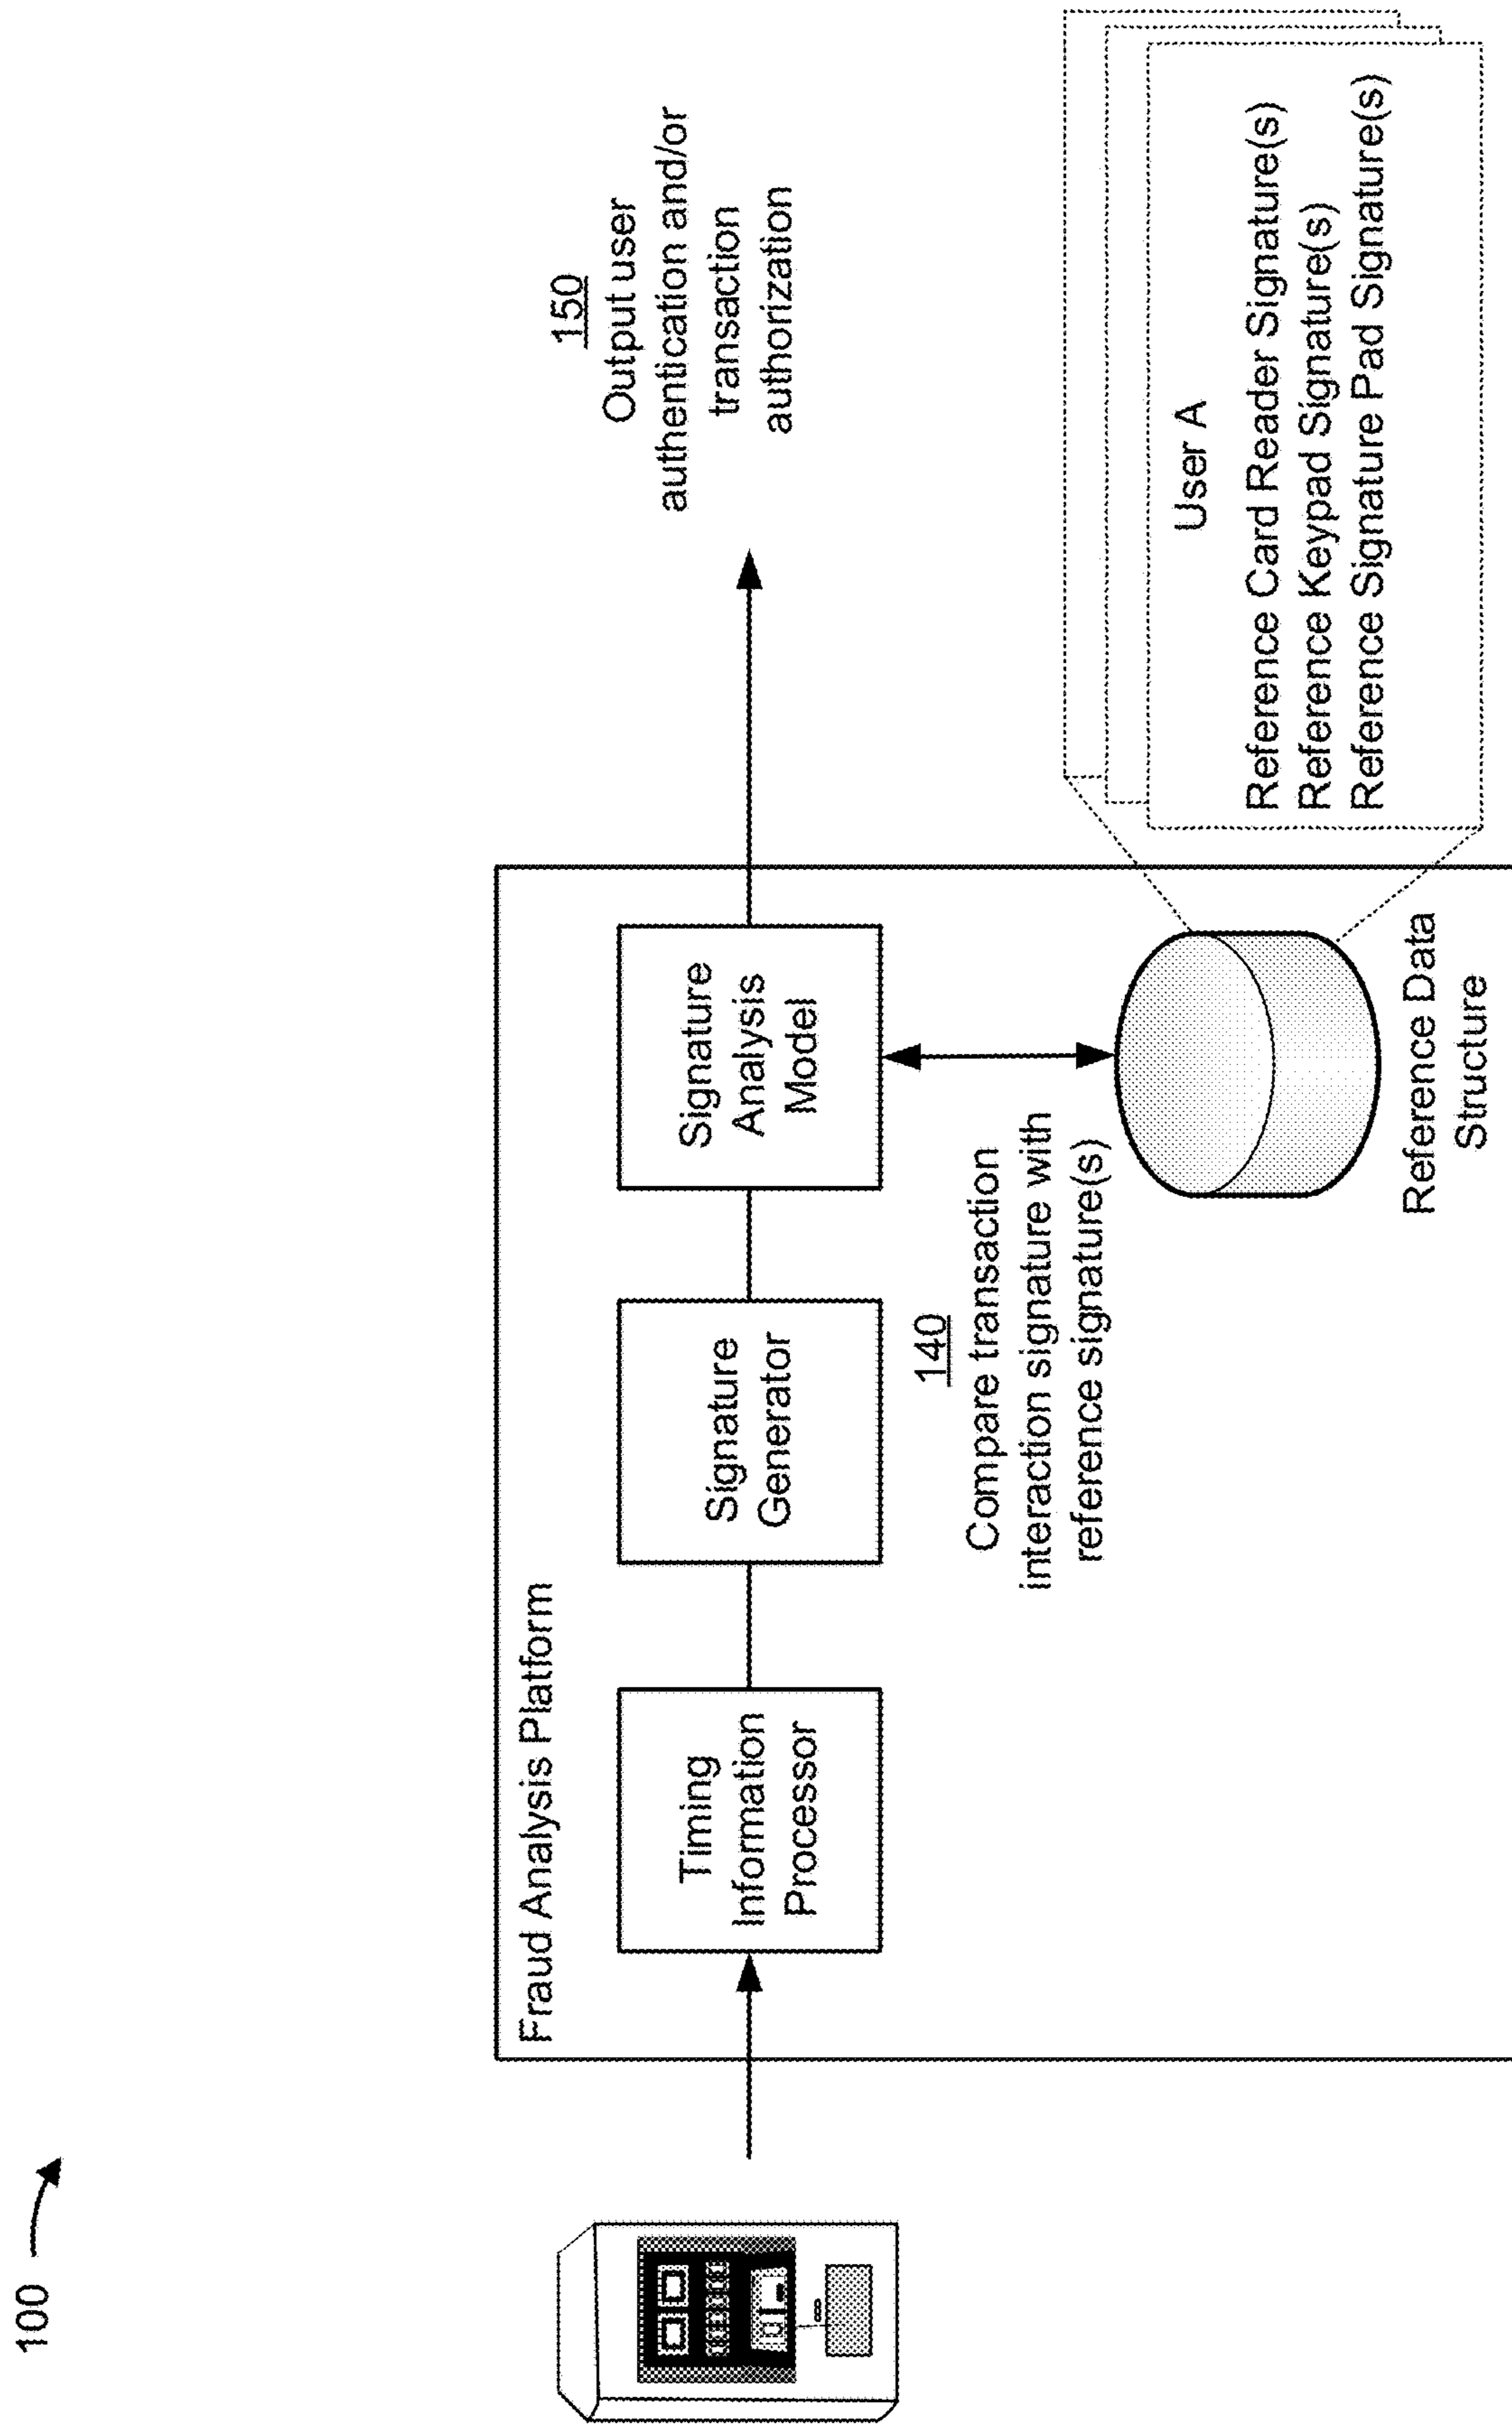 100
Fraud Analysis Platform
Timing
Information
Processor
Signature
Generator
Signature
Analysis
Model
140
Compare transaction
interaction signature with
reference signature(s)
Reference Data
Structure
150
Output user
authentication and/or
transaction
authorization
User A
Reference Card Reader Signature(s)
Reference Keypad Signature(s)
Reference Signature Pad Signature(s)